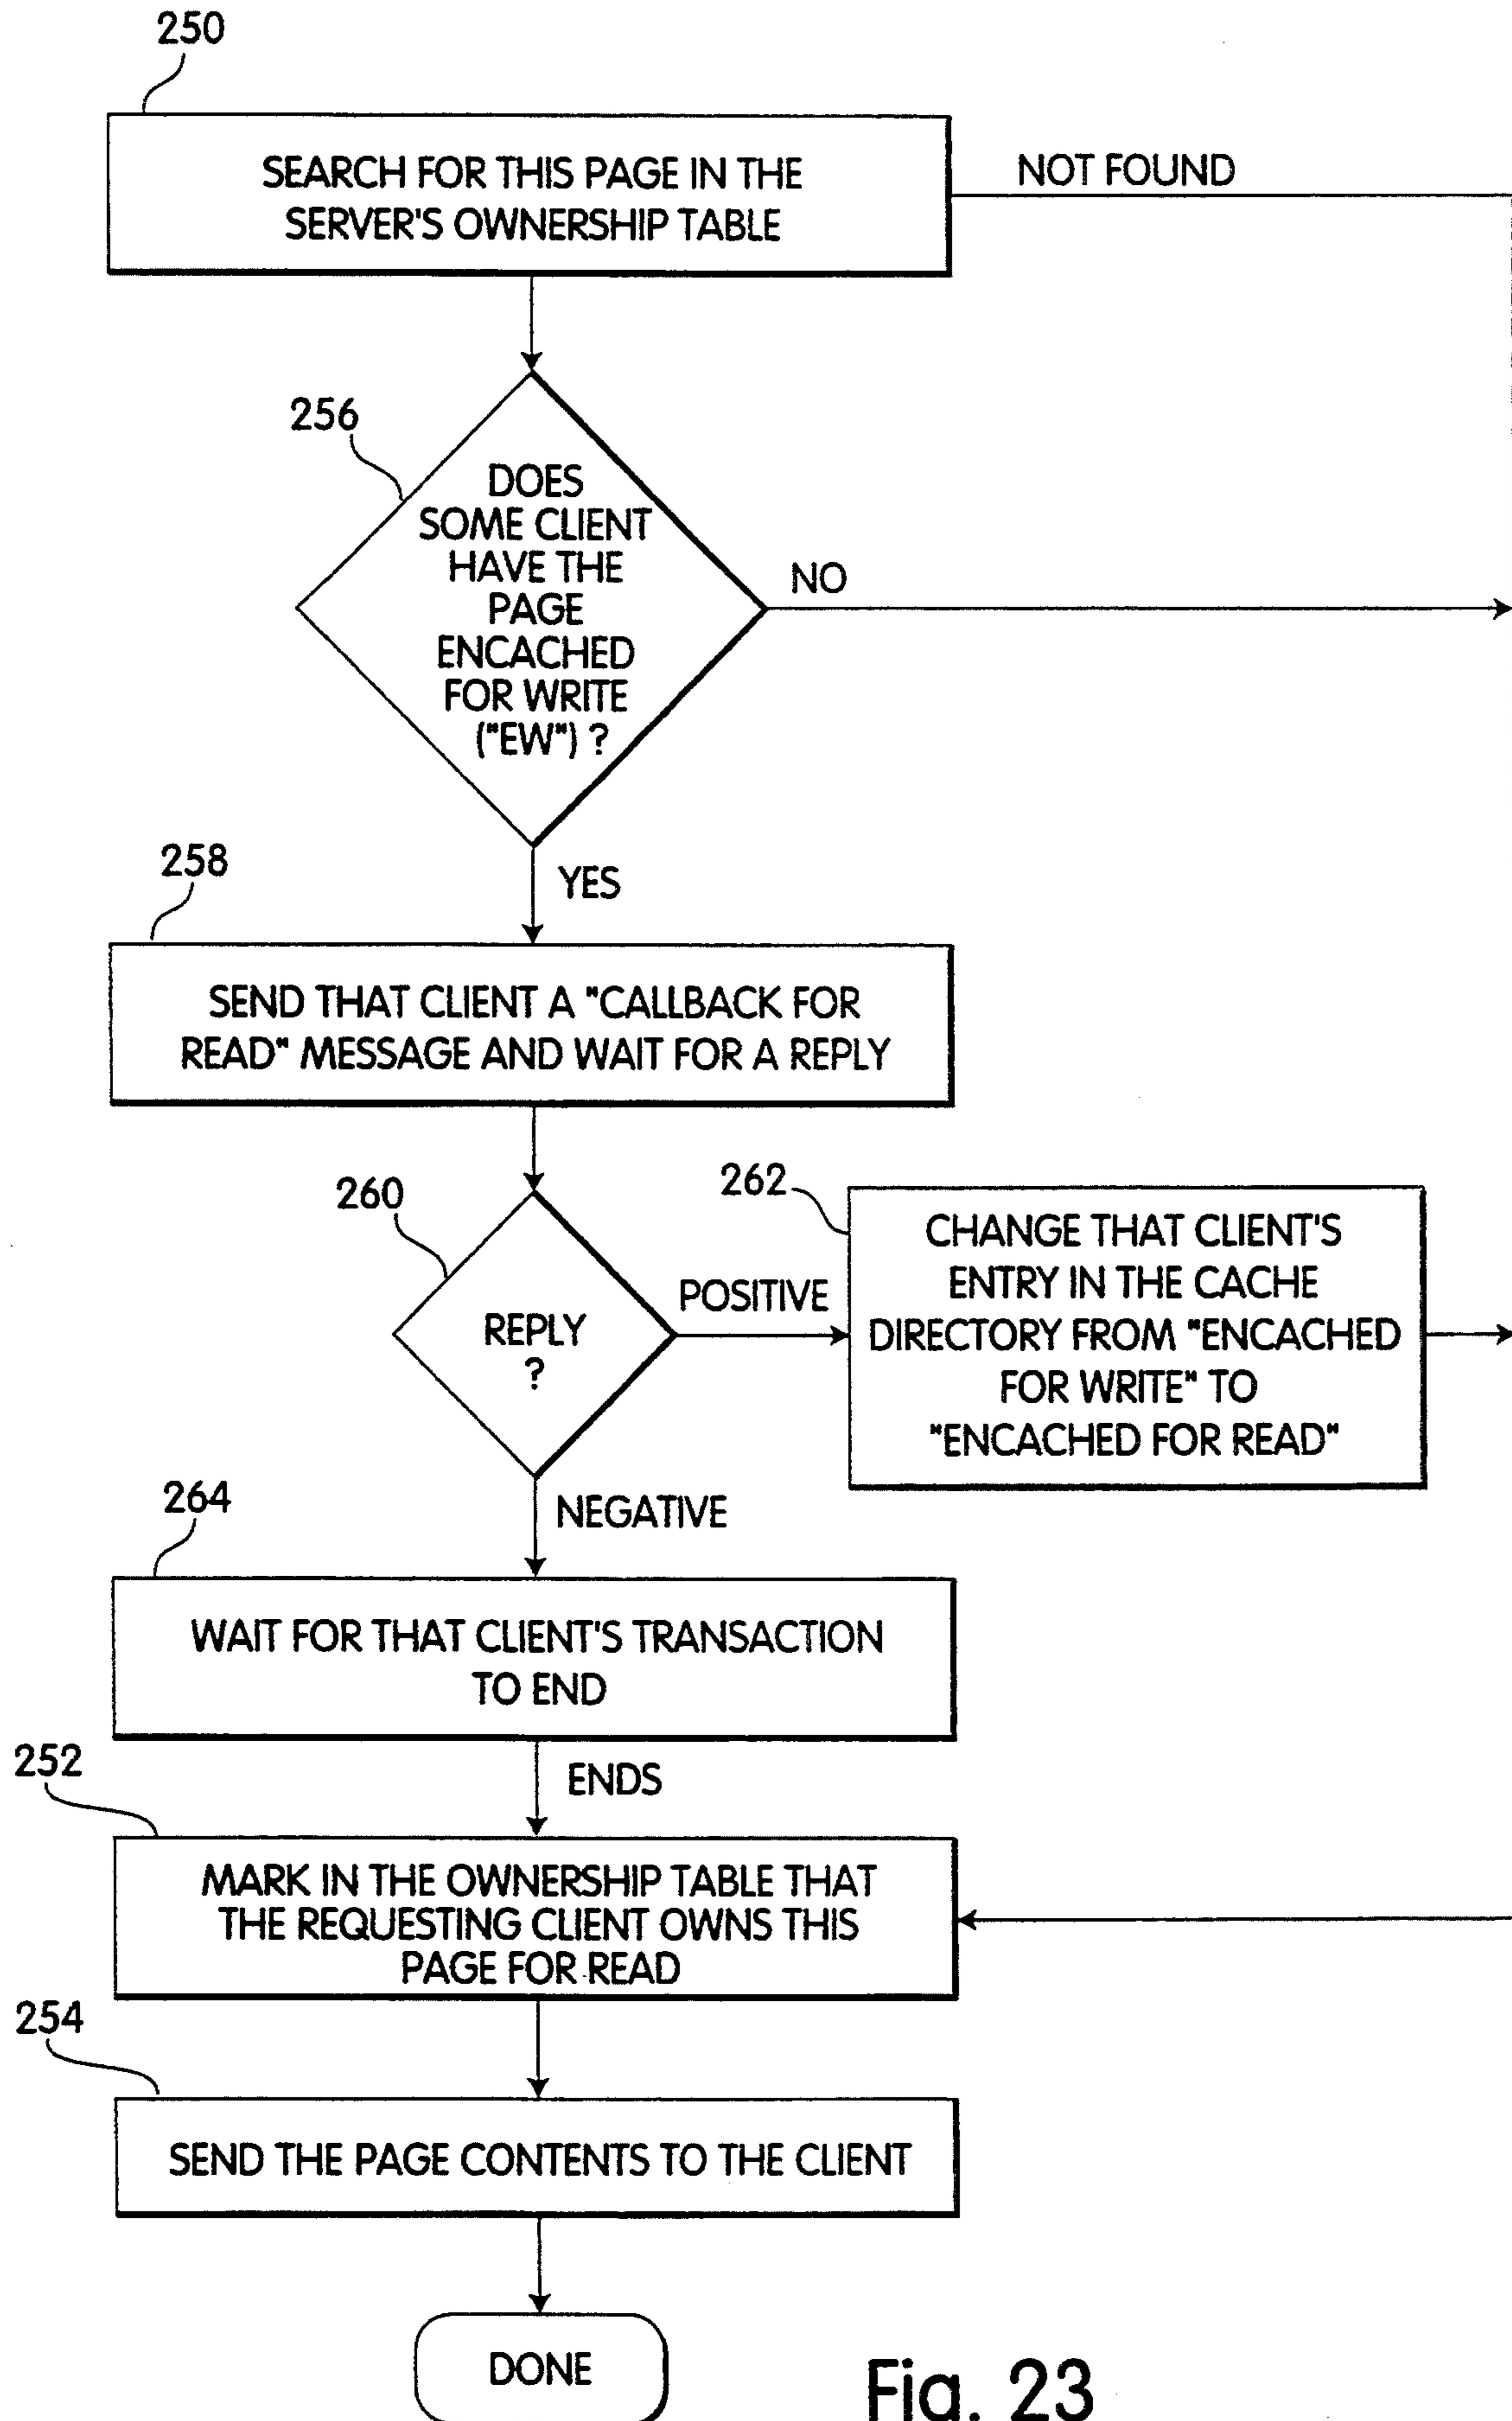 250
SEARCH FOR THIS PAGE IN THE
SERVER'S OWNERSHIP TABLE
NOT FOUND
256
DOES
SOME CLIENT
HAVE THE
PAGE
ENCACHED
FOR WRITE
("EW") ?
NO
YES
258
SEND THAT CLIENT A "CALLBACK FOR
READ" MESSAGE AND WAIT FOR A REPLY
260
REPLY
?
POSITIVE
262
CHANGE THAT CLIENT'S
ENTRY IN THE CACHE
DIRECTORY FROM "ENCACHED
FOR WRITE" TO
"ENCACHED FOR READ"
NEGATIVE
264
WAIT FOR THAT CLIENT'S TRANSACTION
TO END
ENDS
252
MARK IN THE OWNERSHIP TABLE THAT
THE REQUESTING CLIENT OWNS THIS
PAGE FOR READ
254
SEND THE PAGE CONTENTS TO THE CLIENT
DONE
Fig. 23